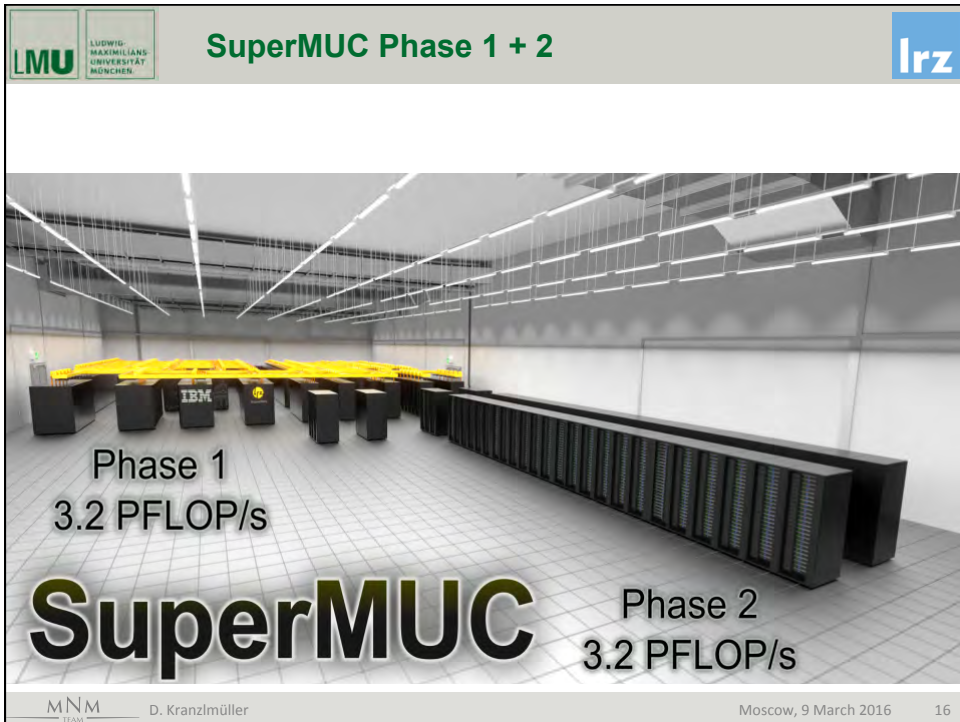 LMU
LUDWIG-
MAXIMILIANS-
UNIVERSITÄT
MÜNCHEN
SuperMUC Phase 1 + 2
lrz
IBM
Phase 1
3.2 PFLOP/s
SuperMUC
Phase 2
3.2 PFLOP/s
MNM
TEAM
D. Kranzlmüller
Moscow, 9 March 2016
16